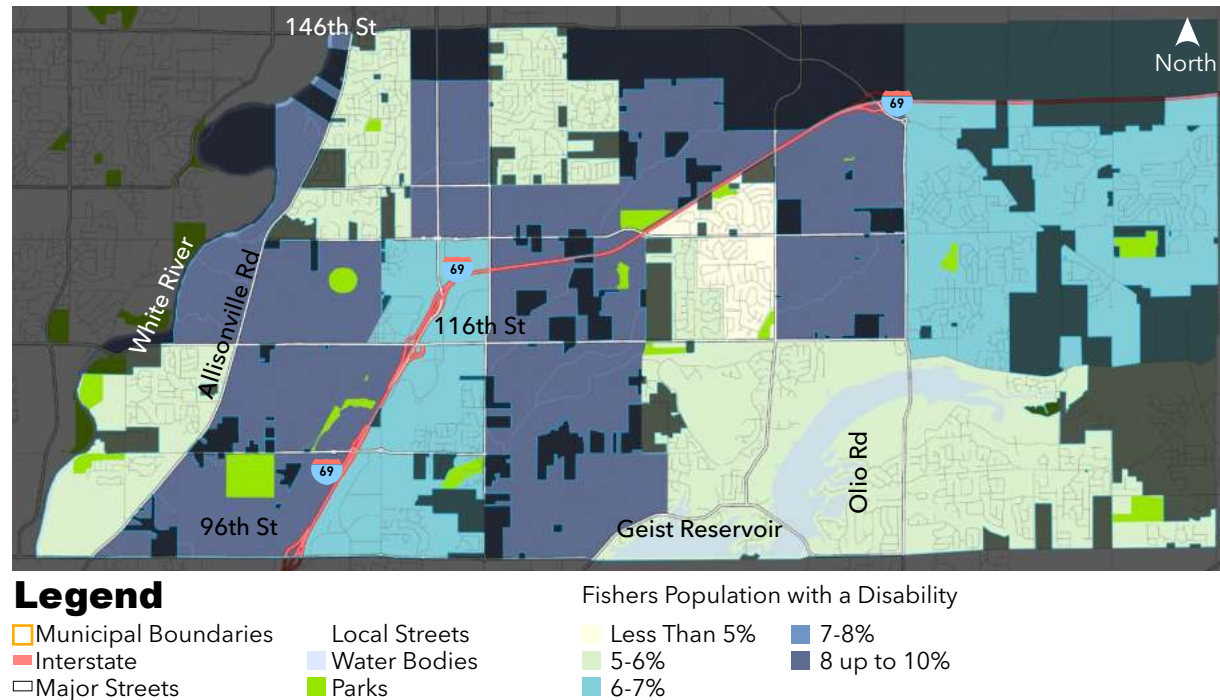 146th St
North
69
White River
Allisonville Rd
69
116th St
69
96th St
Geist Reservoir
Olio Rd
Legend
Municipal Boundaries
Interstate
Major Streets
Local Streets
Water Bodies
Parks
Fishers Population with a Disability
Less Than 5%
5-6%
6-7%
7-8%
8 up to 10%